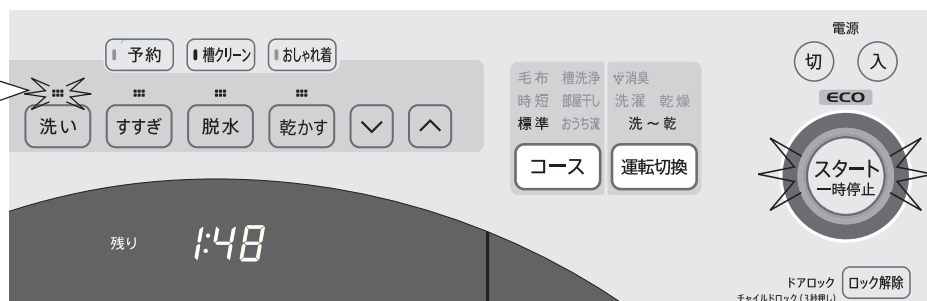 電源
切 入
予約 槽クリーン おしゃれ着
洗い すすぎ 脱水 乾かす
毛布 槽洗浄 消臭
時短 部屋干し 洗濯 乾燥
標準 おうち流 洗〜乾
コース 運転切換
ECO
スタート
一時停止
残り 1:48
ドアロック ロック解除
チャイルドロック(3秒押し)